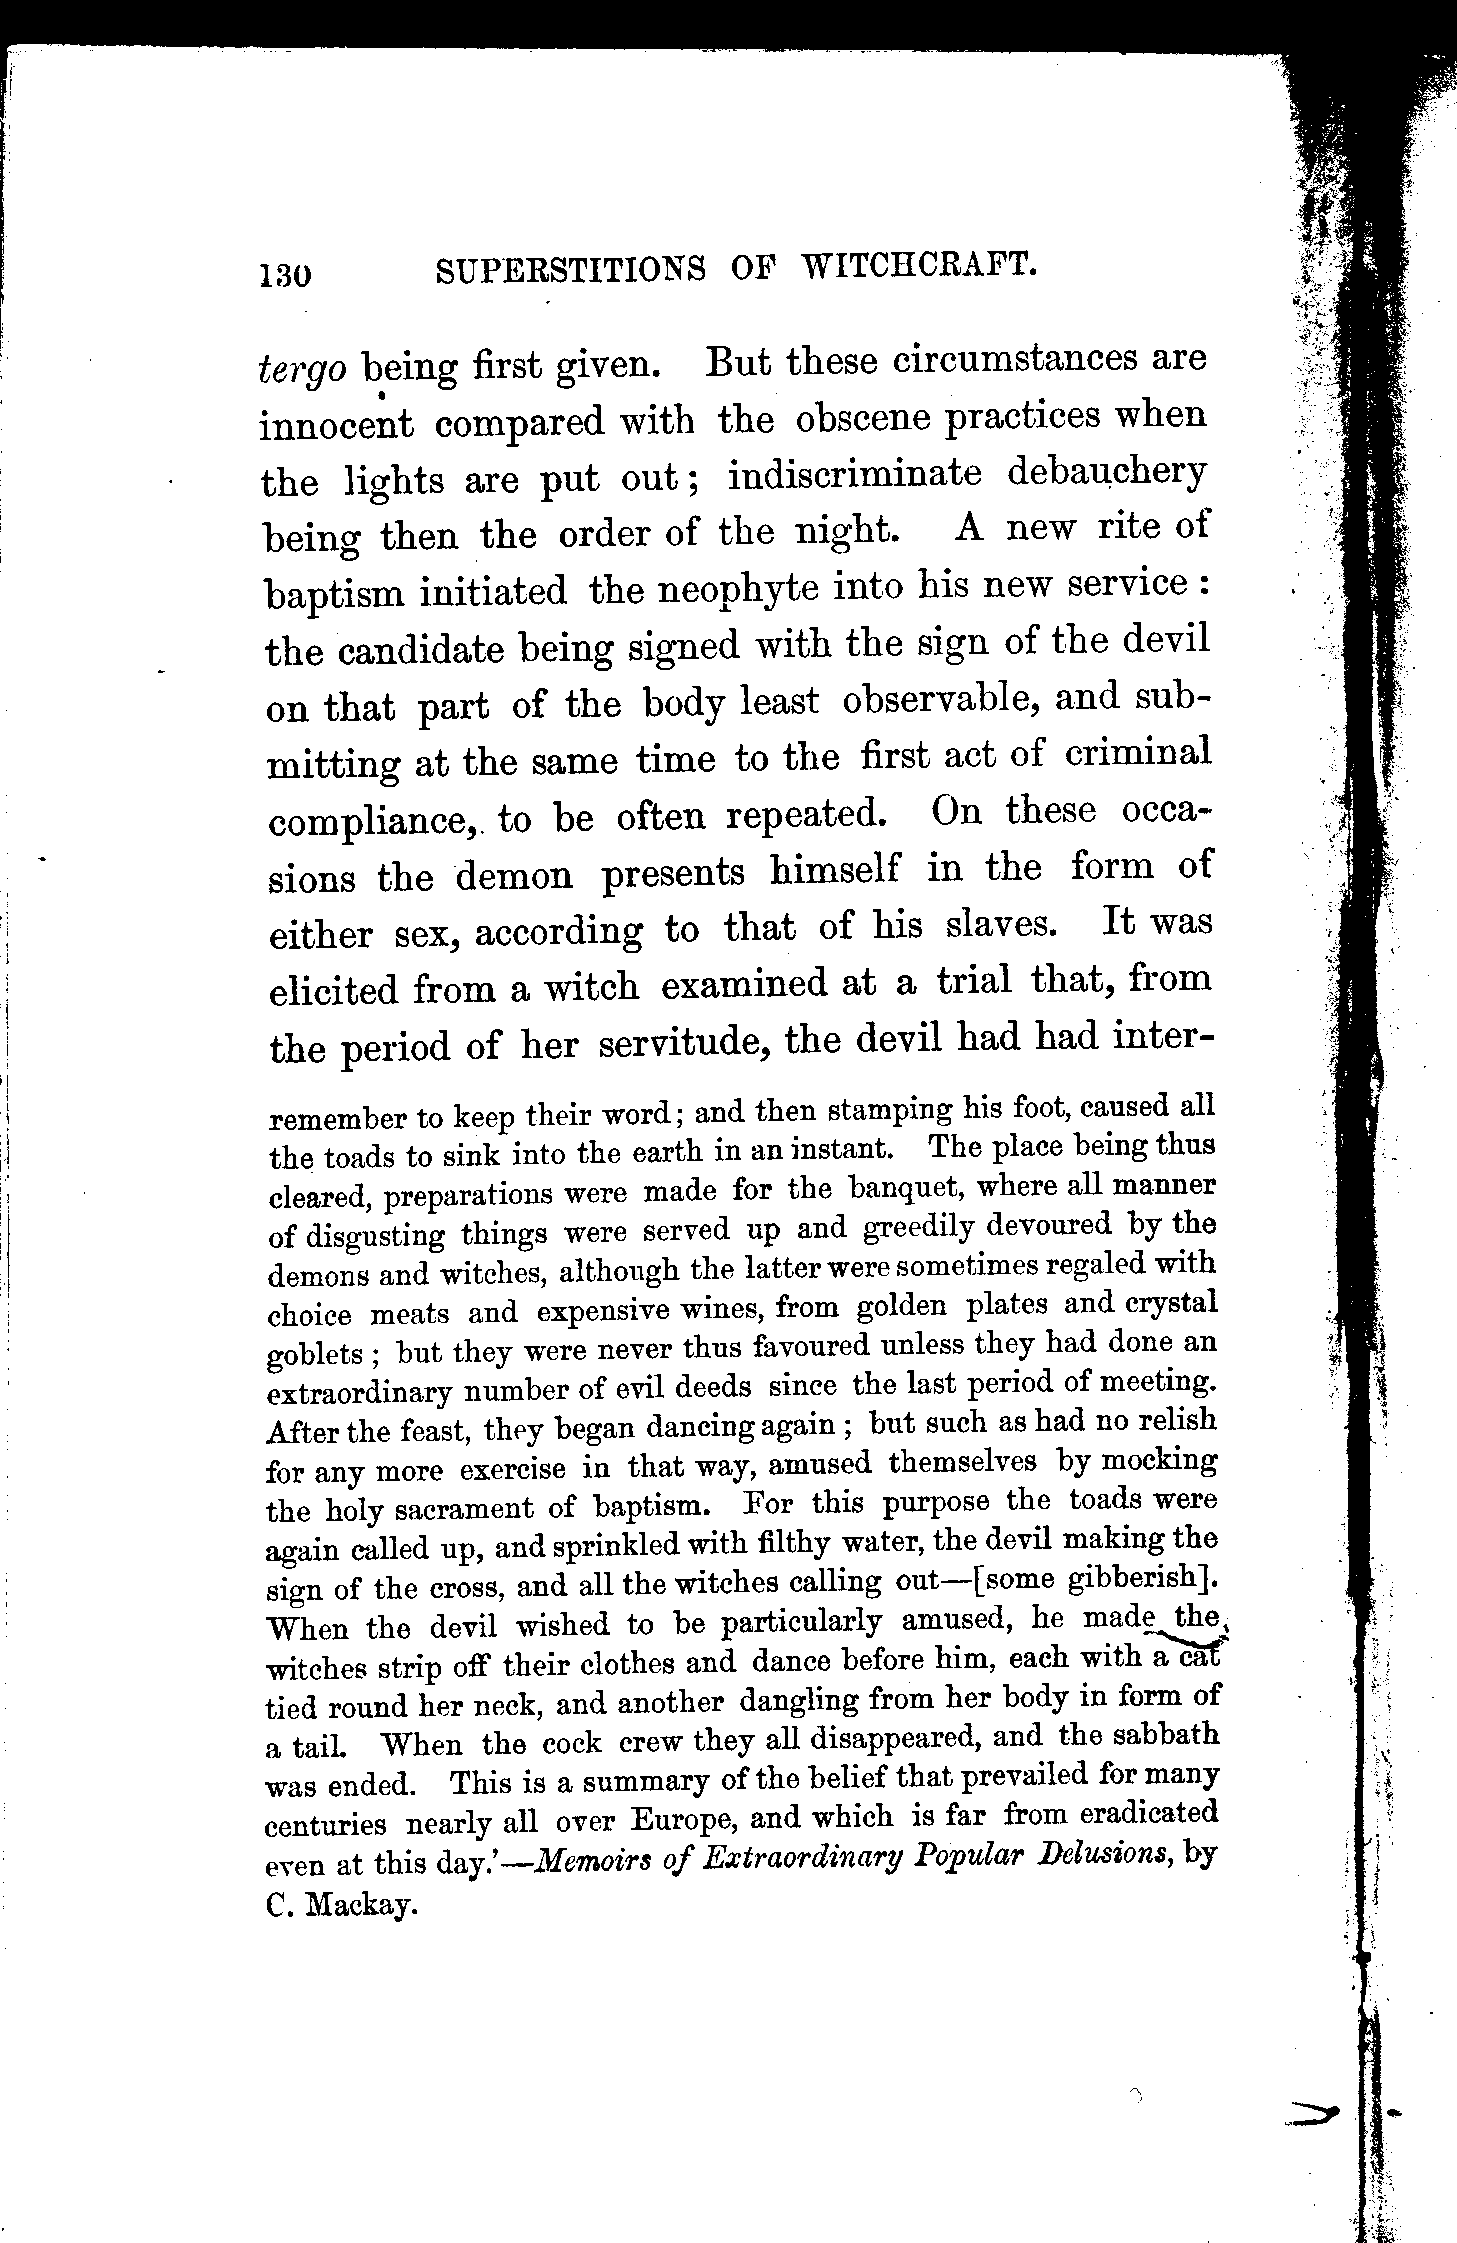 130 SUPERSTITIONS OF WITCHCRAFT.
tergo being first given. But these circumstances are
innocent compared with the obscene practices when
the lights are put out; indiscriminate debauchery
being then the order of the night. A new rite of
baptism initiated the neophyte into his new service:
the candidate being signed with the sign of the devil
on that part of the body least observable, and sub-
mitting at the same time to the first act of criminal
compliance, to be often repeated. On these occa-
sions the demon presents himself in the form of
either sex, according to that of his slaves. It was
elicited from a witch examined at a trial that, from
the period of her servitude, the devil had had inter-
remember to keep their word; and then stamping his foot, caused all
the toads to sink into the earth in an instant. The place being thus
cleared, preparations were made for the banquet, where all manner
of disgusting things were served up and greedily devoured by the
demons and witches, although the latter were sometimes regaled with
choice meats and expensive wines, from golden plates and crystal
goblets; but they were never thus favoured unless they had done an
extraordinary number of evil deeds since the last period of meeting.
After the feast, they began dancing again; but such as had no relish
for any more exercise in that way, amused themselves by mocking
the holy sacrament of baptism. For this purpose the toads were
again called up, and sprinkled with filthy water, the devil making the
sign of the cross, and all the witches calling out—[some gibberish].
When the devil wished to be particularly amused, he made the
witches strip off their clothes and dance before him, each with a cat
tied round her neck, and another dangling from her body in form of
a tail. When the cock crew they all disappeared, and the sabbath
was ended. This is a summary of the belief that prevailed for many
centuries nearly all over Europe, and which is far from eradicated
even at this day.'—Memoirs of Extraordinary Popular Delusions, by
C. Mackay.